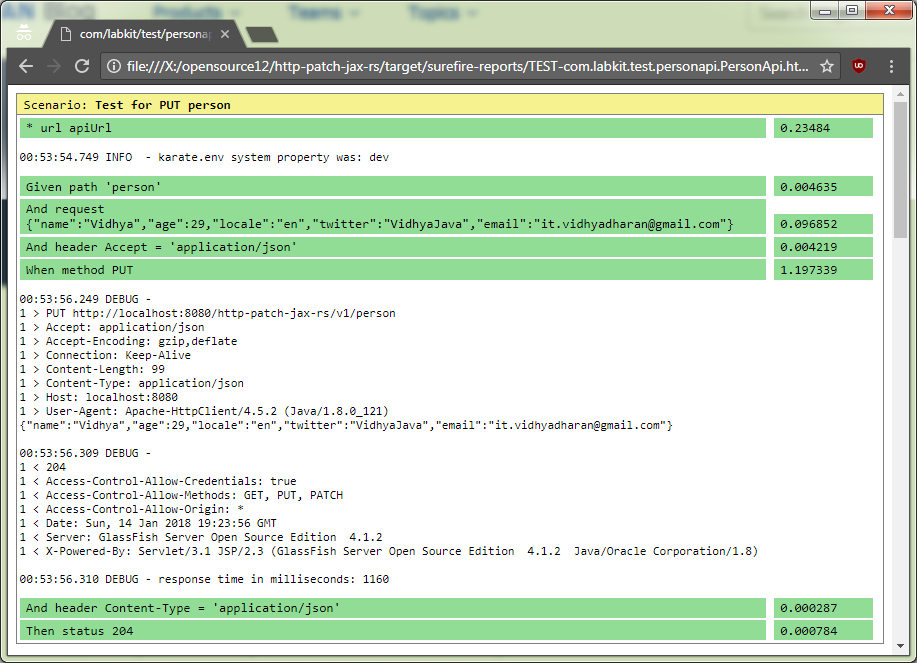 AN Blog Products Teams Topics
Sear
com/labkit/test/personap
file:///X:/opensource12/http-patch-jax-rs/target/surefire-reports/TEST-com.labkit.test.personapi.PersonApi.ht...
Scenario: Test for PUT person
* url apiUrl 0.23484
00:53:54.749 INFO - karate.env system property was: dev
Given path 'person' 0.004635
And request
{"name":"Vidhya","age":29,"locale":"en","twitter":"VidhyaJava","email":"it.vidhyadharan@gmail.com"} 0.096852
And header Accept = 'application/json' 0.004219
When method PUT 1.197339
00:53:56.249 DEBUG -
1 > PUT http://localhost:8080/http-patch-jax-rs/v1/person
1 > Accept: application/json
1 > Accept-Encoding: gzip,deflate
1 > Connection: Keep-Alive
1 > Content-Length: 99
1 > Content-Type: application/json
1 > Host: localhost:8080
1 > User-Agent: Apache-HttpClient/4.5.2 (Java/1.8.0_121)
{"name":"Vidhya","age":29,"locale":"en","twitter":"VidhyaJava","email":"it.vidhyadharan@gmail.com"}
00:53:56.309 DEBUG -
1 < 204
1 < Access-Control-Allow-Credentials: true
1 < Access-Control-Allow-Methods: GET, PUT, PATCH
1 < Access-Control-Allow-Origin: *
1 < Date: Sun, 14 Jan 2018 19:23:56 GMT
1 < Server: GlassFish Server Open Source Edition 4.1.2
1 < X-Powered-By: Servlet/3.1 JSP/2.3 (GlassFish Server Open Source Edition 4.1.2 Java/Oracle Corporation/1.8)
00:53:56.310 DEBUG - response time in milliseconds: 1160
And header Content-Type = 'application/json' 0.000287
Then status 204 0.000784